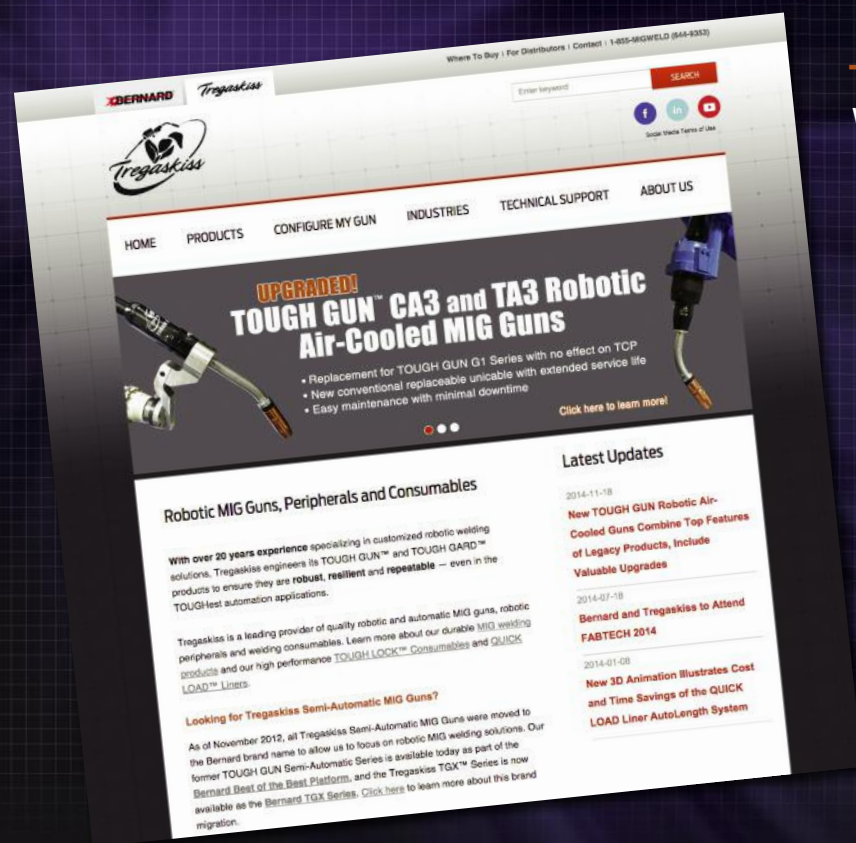 Where To Buy | For Distributors | Contact | 1-855-MIGWELD (644-9353)
BERNARD
Tregaskiss
Enter keyword
SEARCH
f
in
Social Media Terms of Use
Tregaskiss
HOME
PRODUCTS
CONFIGURE MY GUN
INDUSTRIES
TECHNICAL SUPPORT
ABOUT US
UPGRADED!
TOUGH GUN™ CA3 and TA3 Robotic
Air-Cooled MIG Guns
• Replacement for TOUGH GUN G1 Series with no effect on TCP
• New conventional replaceable unicable with extended service life
• Easy maintenance with minimal downtime
Click here to learn more!
Robotic MIG Guns, Peripherals and Consumables
With over 20 years experience specializing in customized robotic welding
solutions, Tregaskiss engineers its TOUGH GUN™ and TOUGH GARD™
products to ensure they are robust, resilient and repeatable — even in the
TOUGHest automation applications.
Tregaskiss is a leading provider of quality robotic and automatic MIG guns, robotic
peripherals and welding consumables. Learn more about our durable MIG welding
products and our high performance TOUGH LOCK™ Consumables and QUICK
LOAD™ Liners.
Looking for Tregaskiss Semi-Automatic MIG Guns?
As of November 2012, all Tregaskiss Semi-Automatic MIG Guns were moved to
the Bernard brand name to allow us to focus on robotic MIG welding solutions. Our
former TOUGH GUN Semi-Automatic Series is available today as part of the
Bernard Best of the Best Platform, and the Tregaskiss TGX™ Series is now
available as the Bernard TGX Series. Click here to learn more about this brand
migration.
Latest Updates
2014-11-18
New TOUGH GUN Robotic Air-
Cooled Guns Combine Top Features
of Legacy Products, Include
Valuable Upgrades
2014-07-18
Bernard and Tregaskiss to Attend
FABTECH 2014
2014-01-08
New 3D Animation Illustrates Cost
and Time Savings of the QUICK
LOAD Liner AutoLength System